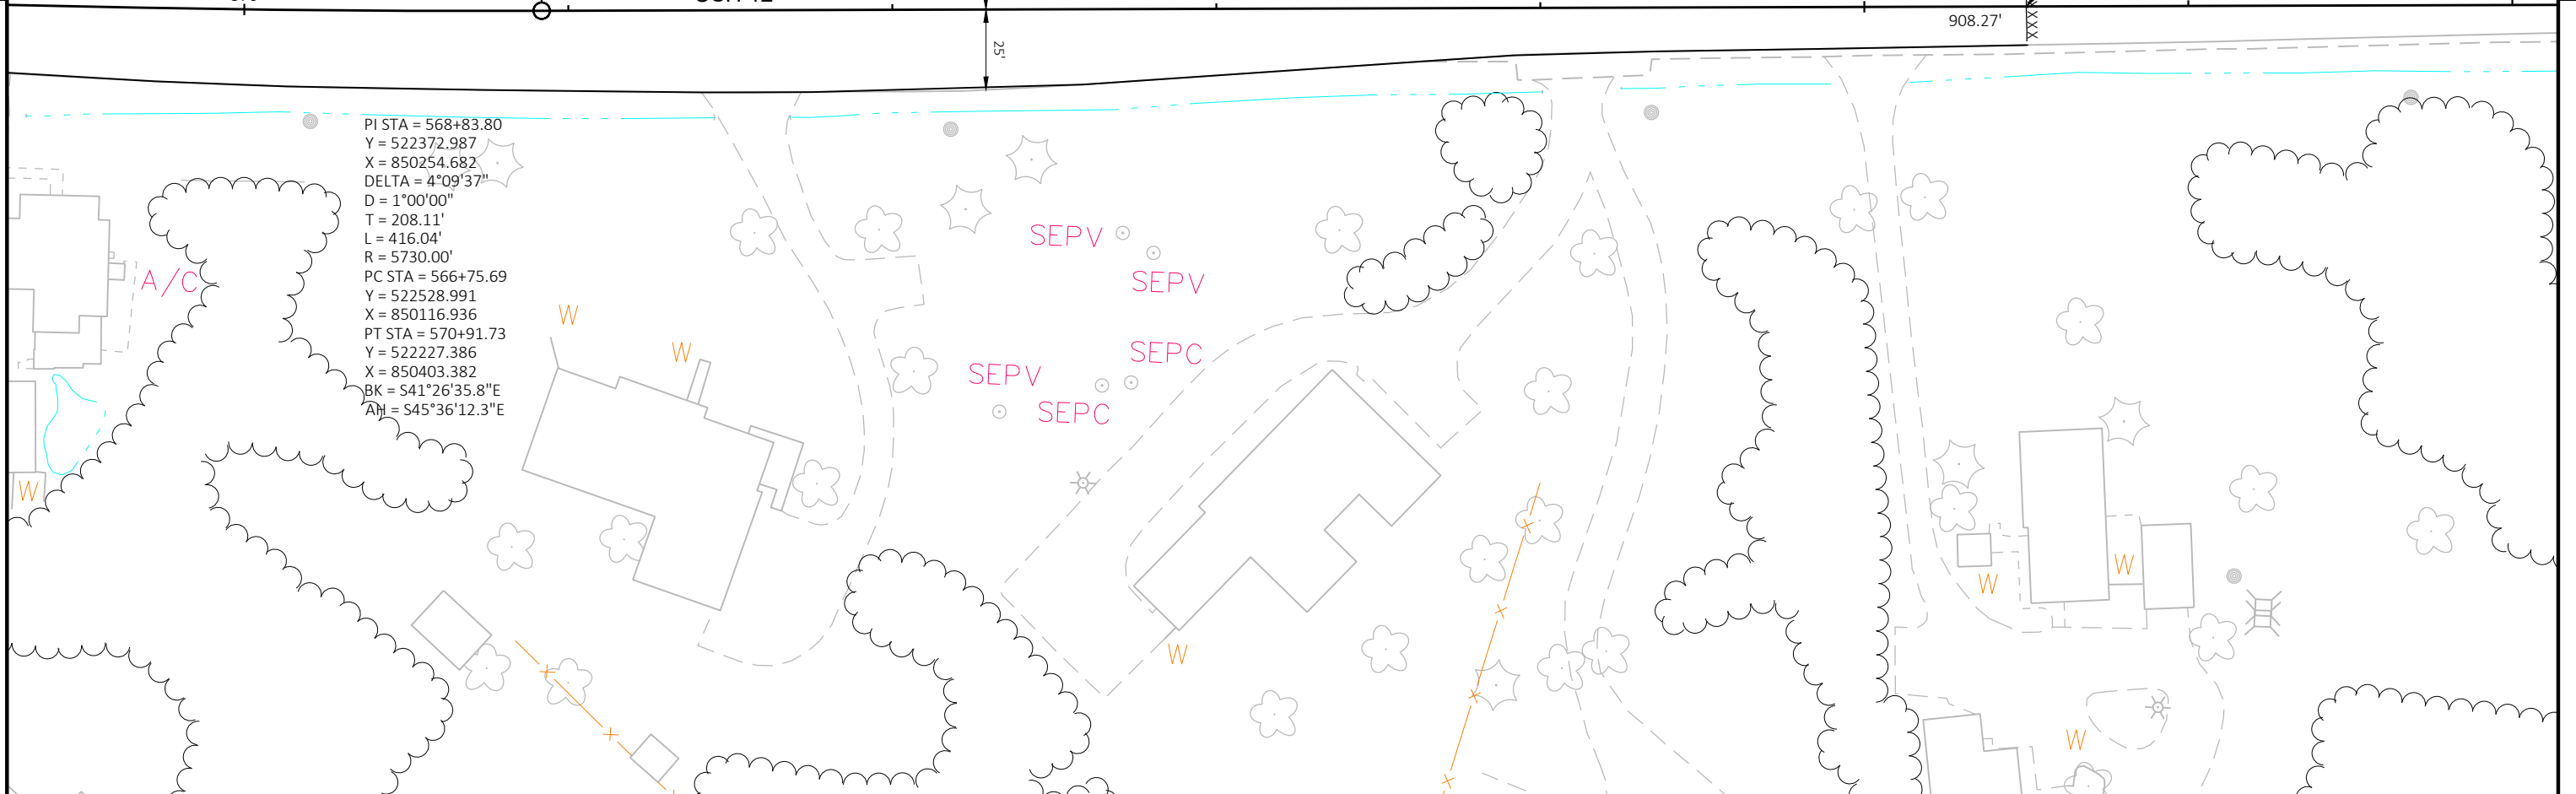 908.27'
XXXX
25'
PI STA = 568+83.80
Y = 522372.987
X = 850254.682
DELTA = 4°09'37"
D = 1°00'00"
T = 208.11'
L = 416.04'
R = 5730.00'
PC STA = 566+75.69
Y = 522528.991
X = 850116.936
PT STA = 570+91.73
Y = 522227.386
X = 850403.382
BK = S41°26'35.8"E
AH = S45°36'12.3"E
A/C
SEPV
SEPV
SEPC
SEPV
SEPC
W
W
W
W
W
W
W